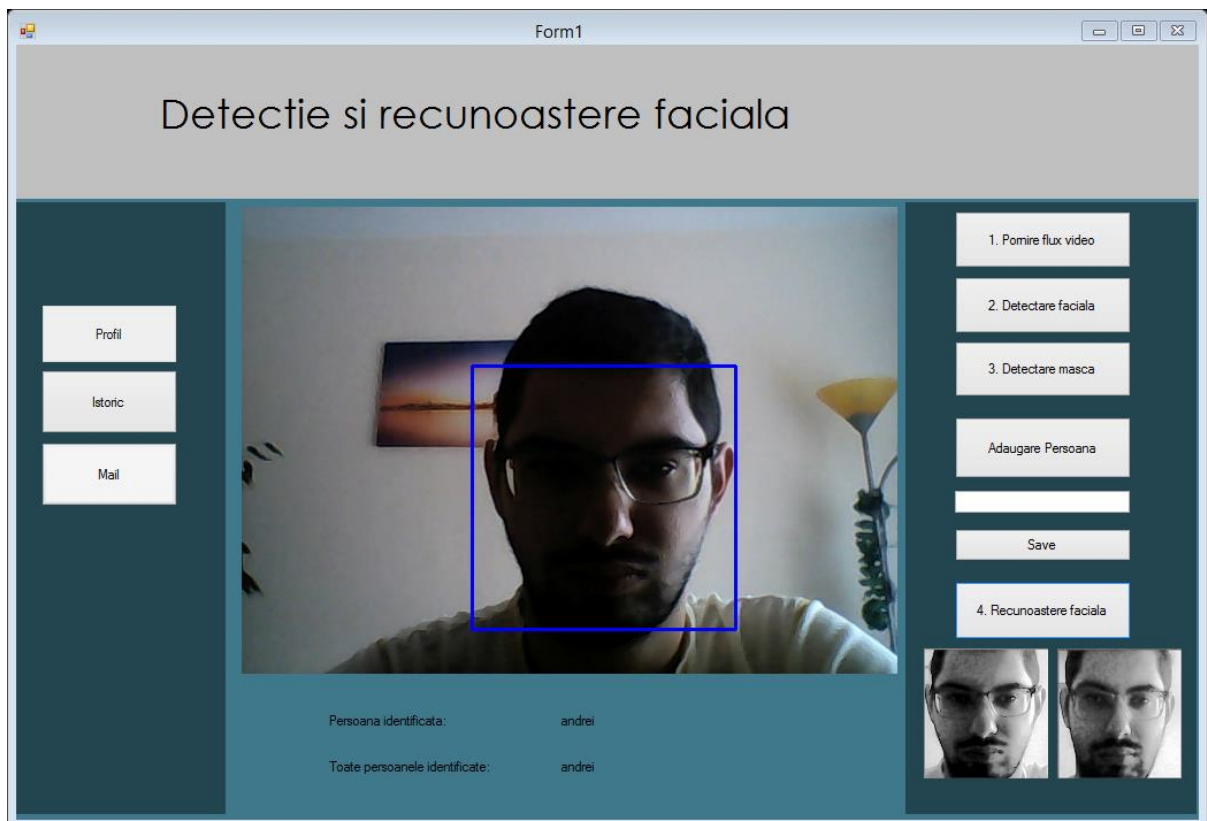 Form1
Detectie si recunoastere faciala
Profil
Istoric
Mail
1. Pornire flux video
2. Detectare faciala
3. Detectare masca
Adaugare Persoana
Save
4. Recunoastere faciala
Persoana identificata: andrei
Toate persoanele identificate: andrei